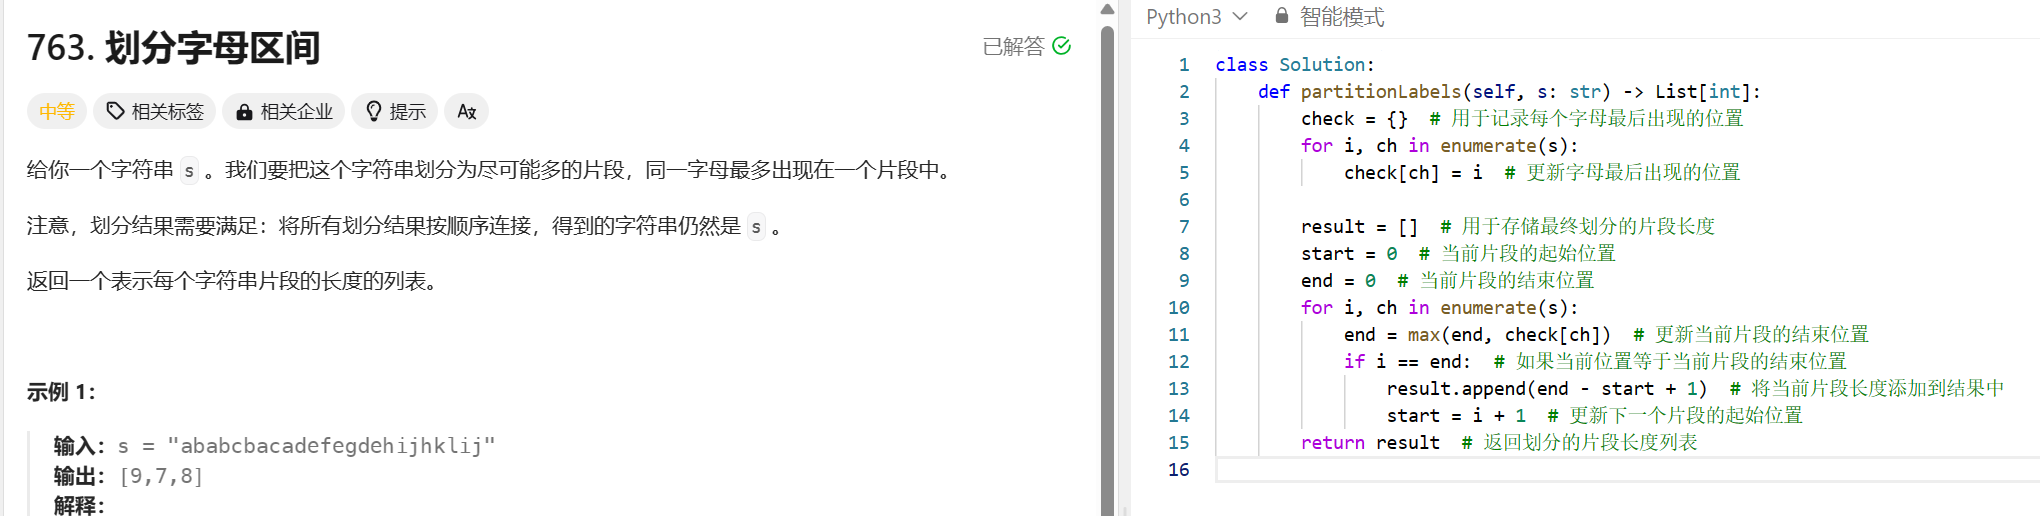 763. 划分字母区间
已解答
中等 相关标签 相关企业 提示
给你一个字符串 s 。我们要把这个字符串划分为尽可能多的片段，同一字母最多出现在一个片段中。
注意，划分结果需要满足：将所有划分结果按顺序连接，得到的字符串仍然是 s 。
返回一个表示每个字符串片段的长度的列表。
示例 1：
输入：s = "ababcbacadefegdehijhklij"
输出：[9,7,8]
解释：
Python3 智能模式
1 class Solution:
2     def partitionLabels(self, s: str) -> List[int]:
3         check = {}  # 用于记录每个字母最后出现的位置
4         for i, ch in enumerate(s):
5             check[ch] = i  # 更新字母最后出现的位置
6
7         result = []  # 用于存储最终划分的片段长度
8         start = 0  # 当前片段的起始位置
9         end = 0  # 当前片段的结束位置
10         for i, ch in enumerate(s):
11             end = max(end, check[ch])  # 更新当前片段的结束位置
12             if i == end:  # 如果当前位置等于当前片段的结束位置
13                 result.append(end - start + 1)  # 将当前片段长度添加到结果中
14                 start = i + 1  # 更新下一个片段的起始位置
15         return result  # 返回划分的片段长度列表
16